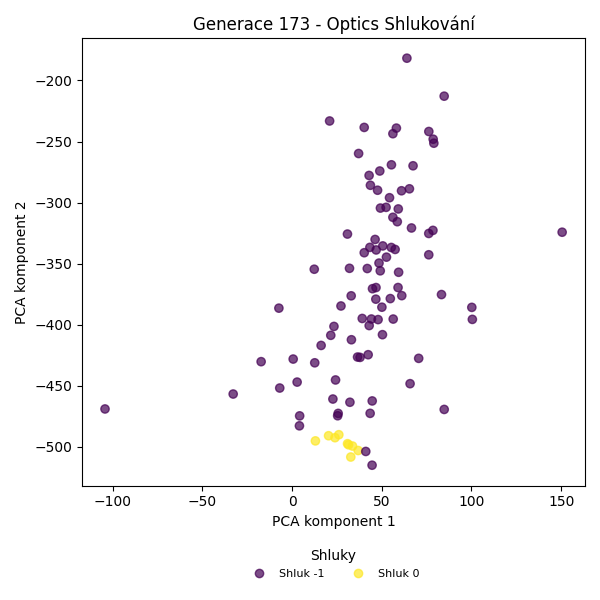 Generace 173 - Optics Shlukování
PCA komponent 2
−200
−250
−300
−350
−400
−450
−500
−100
−50
0
50
100
150
PCA komponent 1
Shluky
Shluk -1
Shluk 0